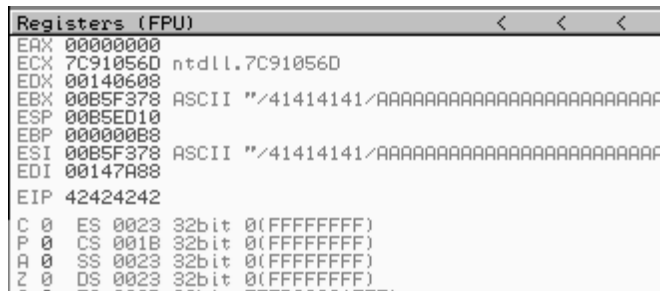 Registers (FPU) < < <
EAX 00000000
ECX 7C91056D ntdll.7C91056D
EDX 00140608
EBX 00B5F378 ASCII "/41414141/AAAAAAAAAAAAAAAAAAAAAAAAA
ESP 00B5ED10
EBP 000000B8
ESI 00B5F378 ASCII "/41414141/AAAAAAAAAAAAAAAAAAAAAAAAA
EDI 00147A88
EIP 42424242
C 0 ES 0023 32bit 0(FFFFFFFF)
P 0 CS 001B 32bit 0(FFFFFFFF)
A 0 SS 0023 32bit 0(FFFFFFFF)
Z 0 DS 0023 32bit 0(FFFFFFFF)